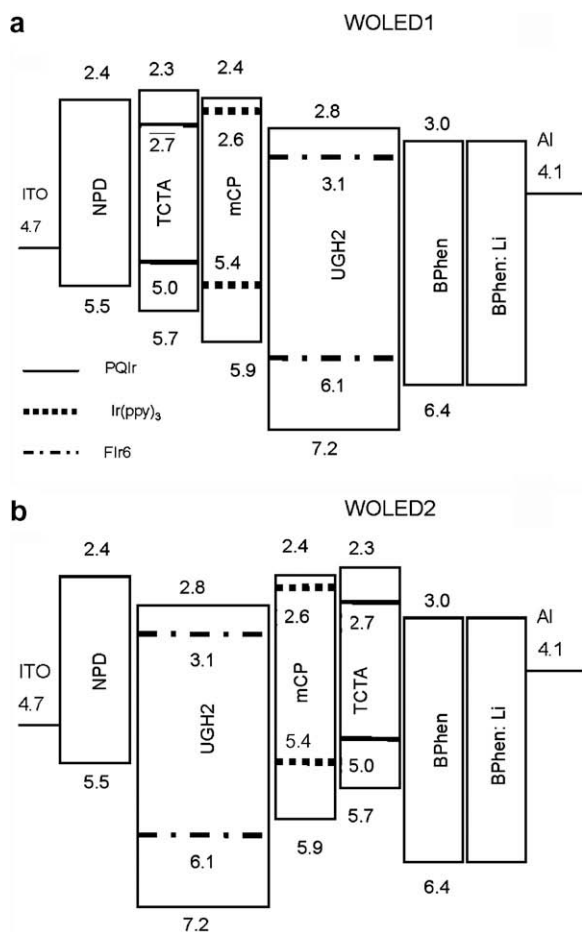 a
WOLED1
2.4
2.3
2.4
2.8
3.0
Al
4.1
ITO
4.7
2.7
2.6
3.1
NPD
TCTA
mCP
UGH2
BPhen
BPhen: Li
5.4
5.0
5.5
5.7
5.9
6.1
6.4
7.2
PQIr
Ir(ppy)3
FIr6
b
WOLED2
2.4
2.8
2.4
2.3
3.0
Al
4.1
ITO
4.7
3.1
2.6
2.7
NPD
UGH2
mCP
TCTA
BPhen
BPhen: Li
5.4
5.0
5.5
6.1
5.9
5.7
6.4
7.2